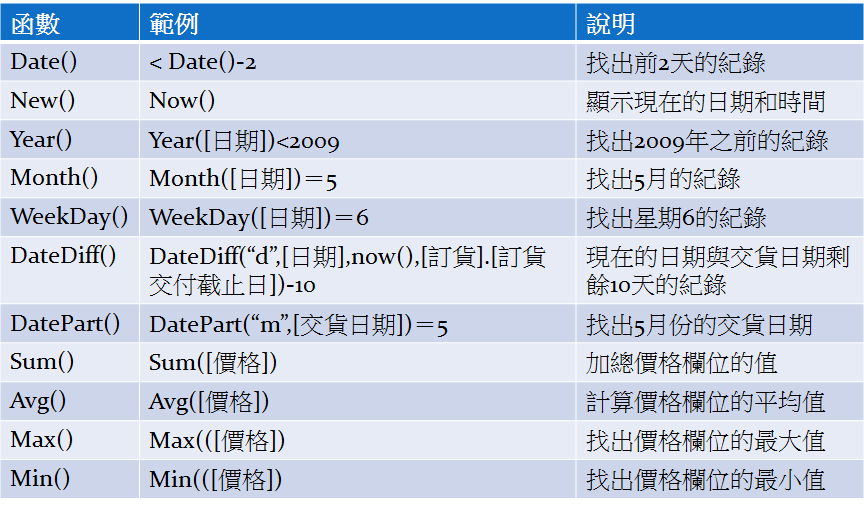 函數 範例 說明
Date() < Date()-2 找出前2天的紀錄
New() Now() 顯示現在的日期和時間
Year() Year([日期])<2009 找出2009年之前的紀錄
Month() Month([日期])＝5 找出5月的紀錄
WeekDay() WeekDay([日期])＝6 找出星期6的紀錄
DateDiff() DateDiff(“d”,[日期],now(),[訂貨].[訂貨 現在的日期與交貨日期剩
交付截止日])-10 餘10天的紀錄
DatePart() DatePart(“m”,[交貨日期])＝5 找出5月份的交貨日期
Sum() Sum([價格]) 加總價格欄位的值
Avg() Avg([價格]) 計算價格欄位的平均值
Max() Max(([價格]) 找出價格欄位的最大值
Min() Min(([價格]) 找出價格欄位的最小值